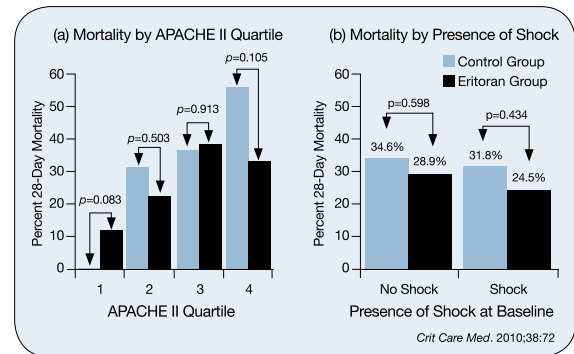 (a) Mortality by APACHE II Quartile
Percent 28-Day Mortality
60
50
40
30
20
10
0
p=0.083
p=0.503
p=0.913
p=0.105
1 2 3 4
APACHE II Quartile
(b) Mortality by Presence of Shock
Control Group
Eritoran Group
Percent 28-Day Mortality
60
50
40
30
20
10
0
p=0.598
p=0.434
34.6%
28.9%
31.8%
24.5%
No Shock Shock
Presence of Shock at Baseline
Crit Care Med. 2010;38:72